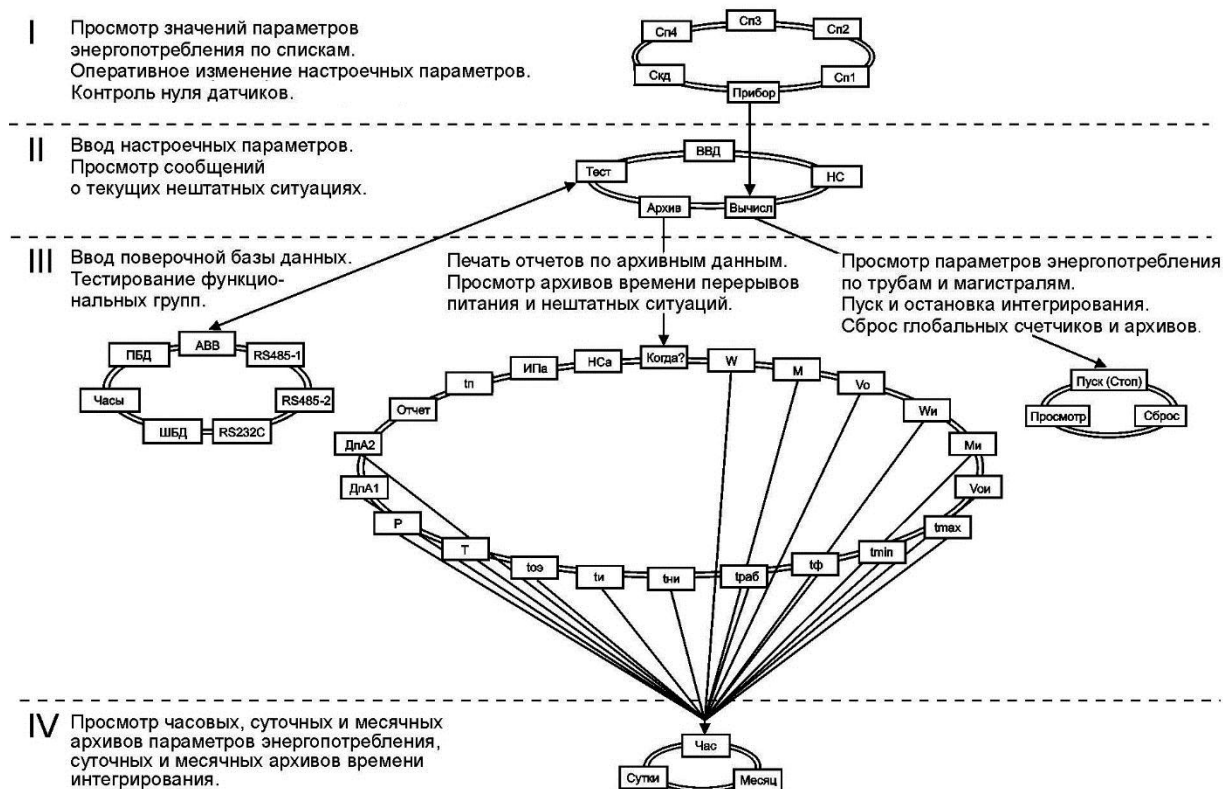 I
Просмотр значений параметров
энергопотребления по спискам.
Оперативное изменение настроечных параметров.
Контроль нуля датчиков.
Сп3
Сп4
Сп2
Скд
Сп1
Прибор
II
Ввод настроечных параметров.
Просмотр сообщений
о текущих нештатных ситуациях.
ВВД
Тест
НС
Архив
Вычисл
III
Ввод поверочной базы данных.
Тестирование функцио-
нальных групп.
Печать отчетов по архивным данным.
Просмотр архивов времени перерывов
питания и нештатных ситуаций.
Просмотр параметров энергопотребления
по трубам и магистралям.
Пуск и остановка интегрирования.
Сброс глобальных счетчиков и архивов.
АВВ
ПБД
RS485-1
Часы
RS485-2
ШБД
RS232C
Когда?
НСа
W
ИПа
М
tп
Vo
Отчет
Wи
ДпА2
Ми
ДпА1
Vои
Р
tmax
Т
tmin
tоэ
tф
tи
tни
tраб
Пуск (Стоп)
Просмотр
Сброс
IV
Просмотр часовых, суточных и месячных
архивов параметров энергопотребления,
суточных и месячных архивов времени
интегрирования.
Час
Сутки
Месяц